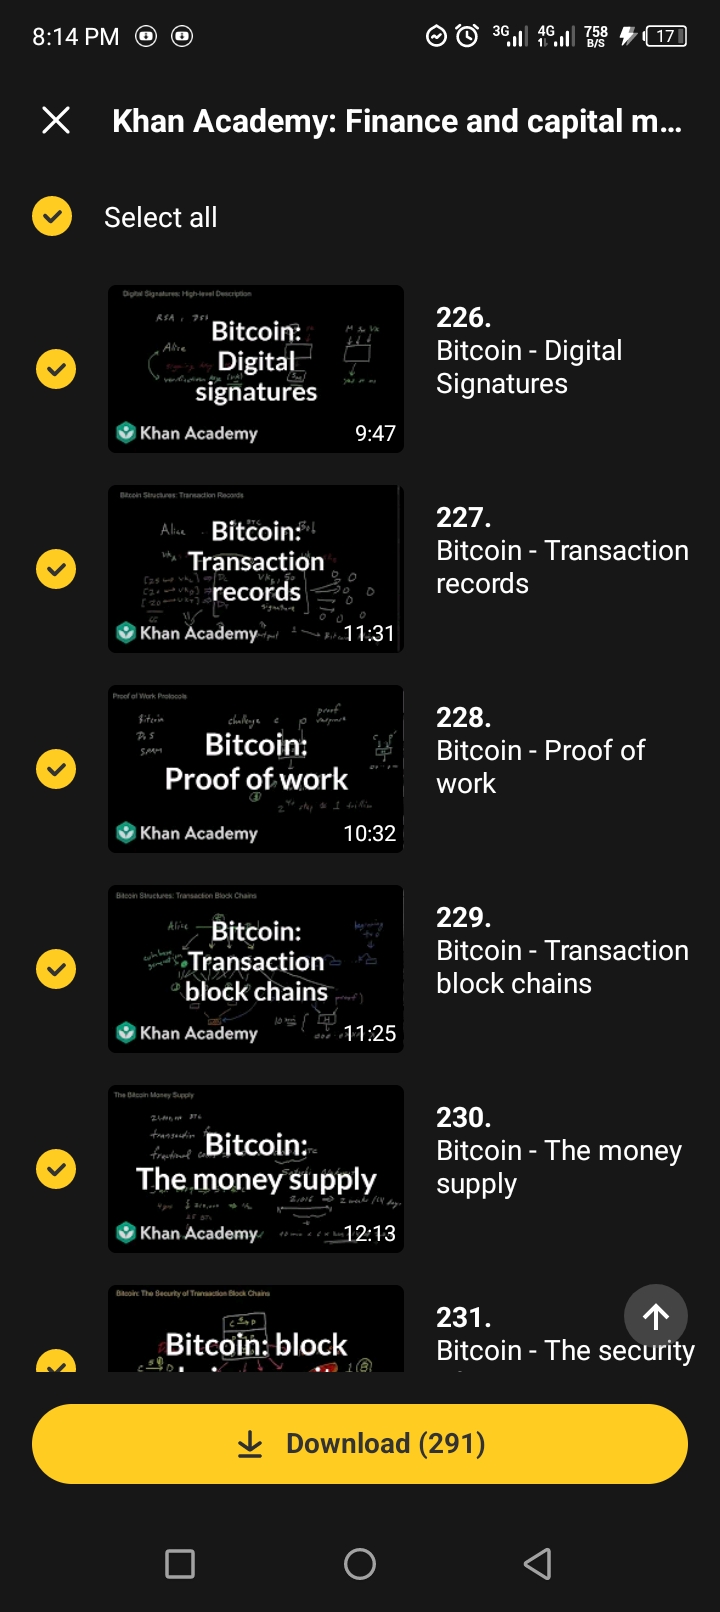 8:14 PM 3G 4G 758 B/S 17
Khan Academy: Finance and capital m...
Select all
Digital Signatures: High-level Description
Bitcoin:
Digital
signatures
Khan Academy 9:47
226.
Bitcoin - Digital
Signatures
Bitcoin Structures: Transaction Records
Alice
Bitcoin:
Transaction
records
Khan Academy 11:31
227.
Bitcoin - Transaction
records
Proof of Work Protocols
Bitcoin:
Proof of work
Khan Academy 10:32
228.
Bitcoin - Proof of
work
Bitcoin Structures: Transaction Block Chains
Alice
Bitcoin:
Transaction
block chains
Khan Academy 11:25
229.
Bitcoin - Transaction
block chains
The Bitcoin Money Supply
Bitcoin:
The money supply
Khan Academy 12:13
230.
Bitcoin - The money
supply
Bitcoin: The Security of Transaction Block Chains
Bitcoin: block
231.
Bitcoin - The security
Download (291)